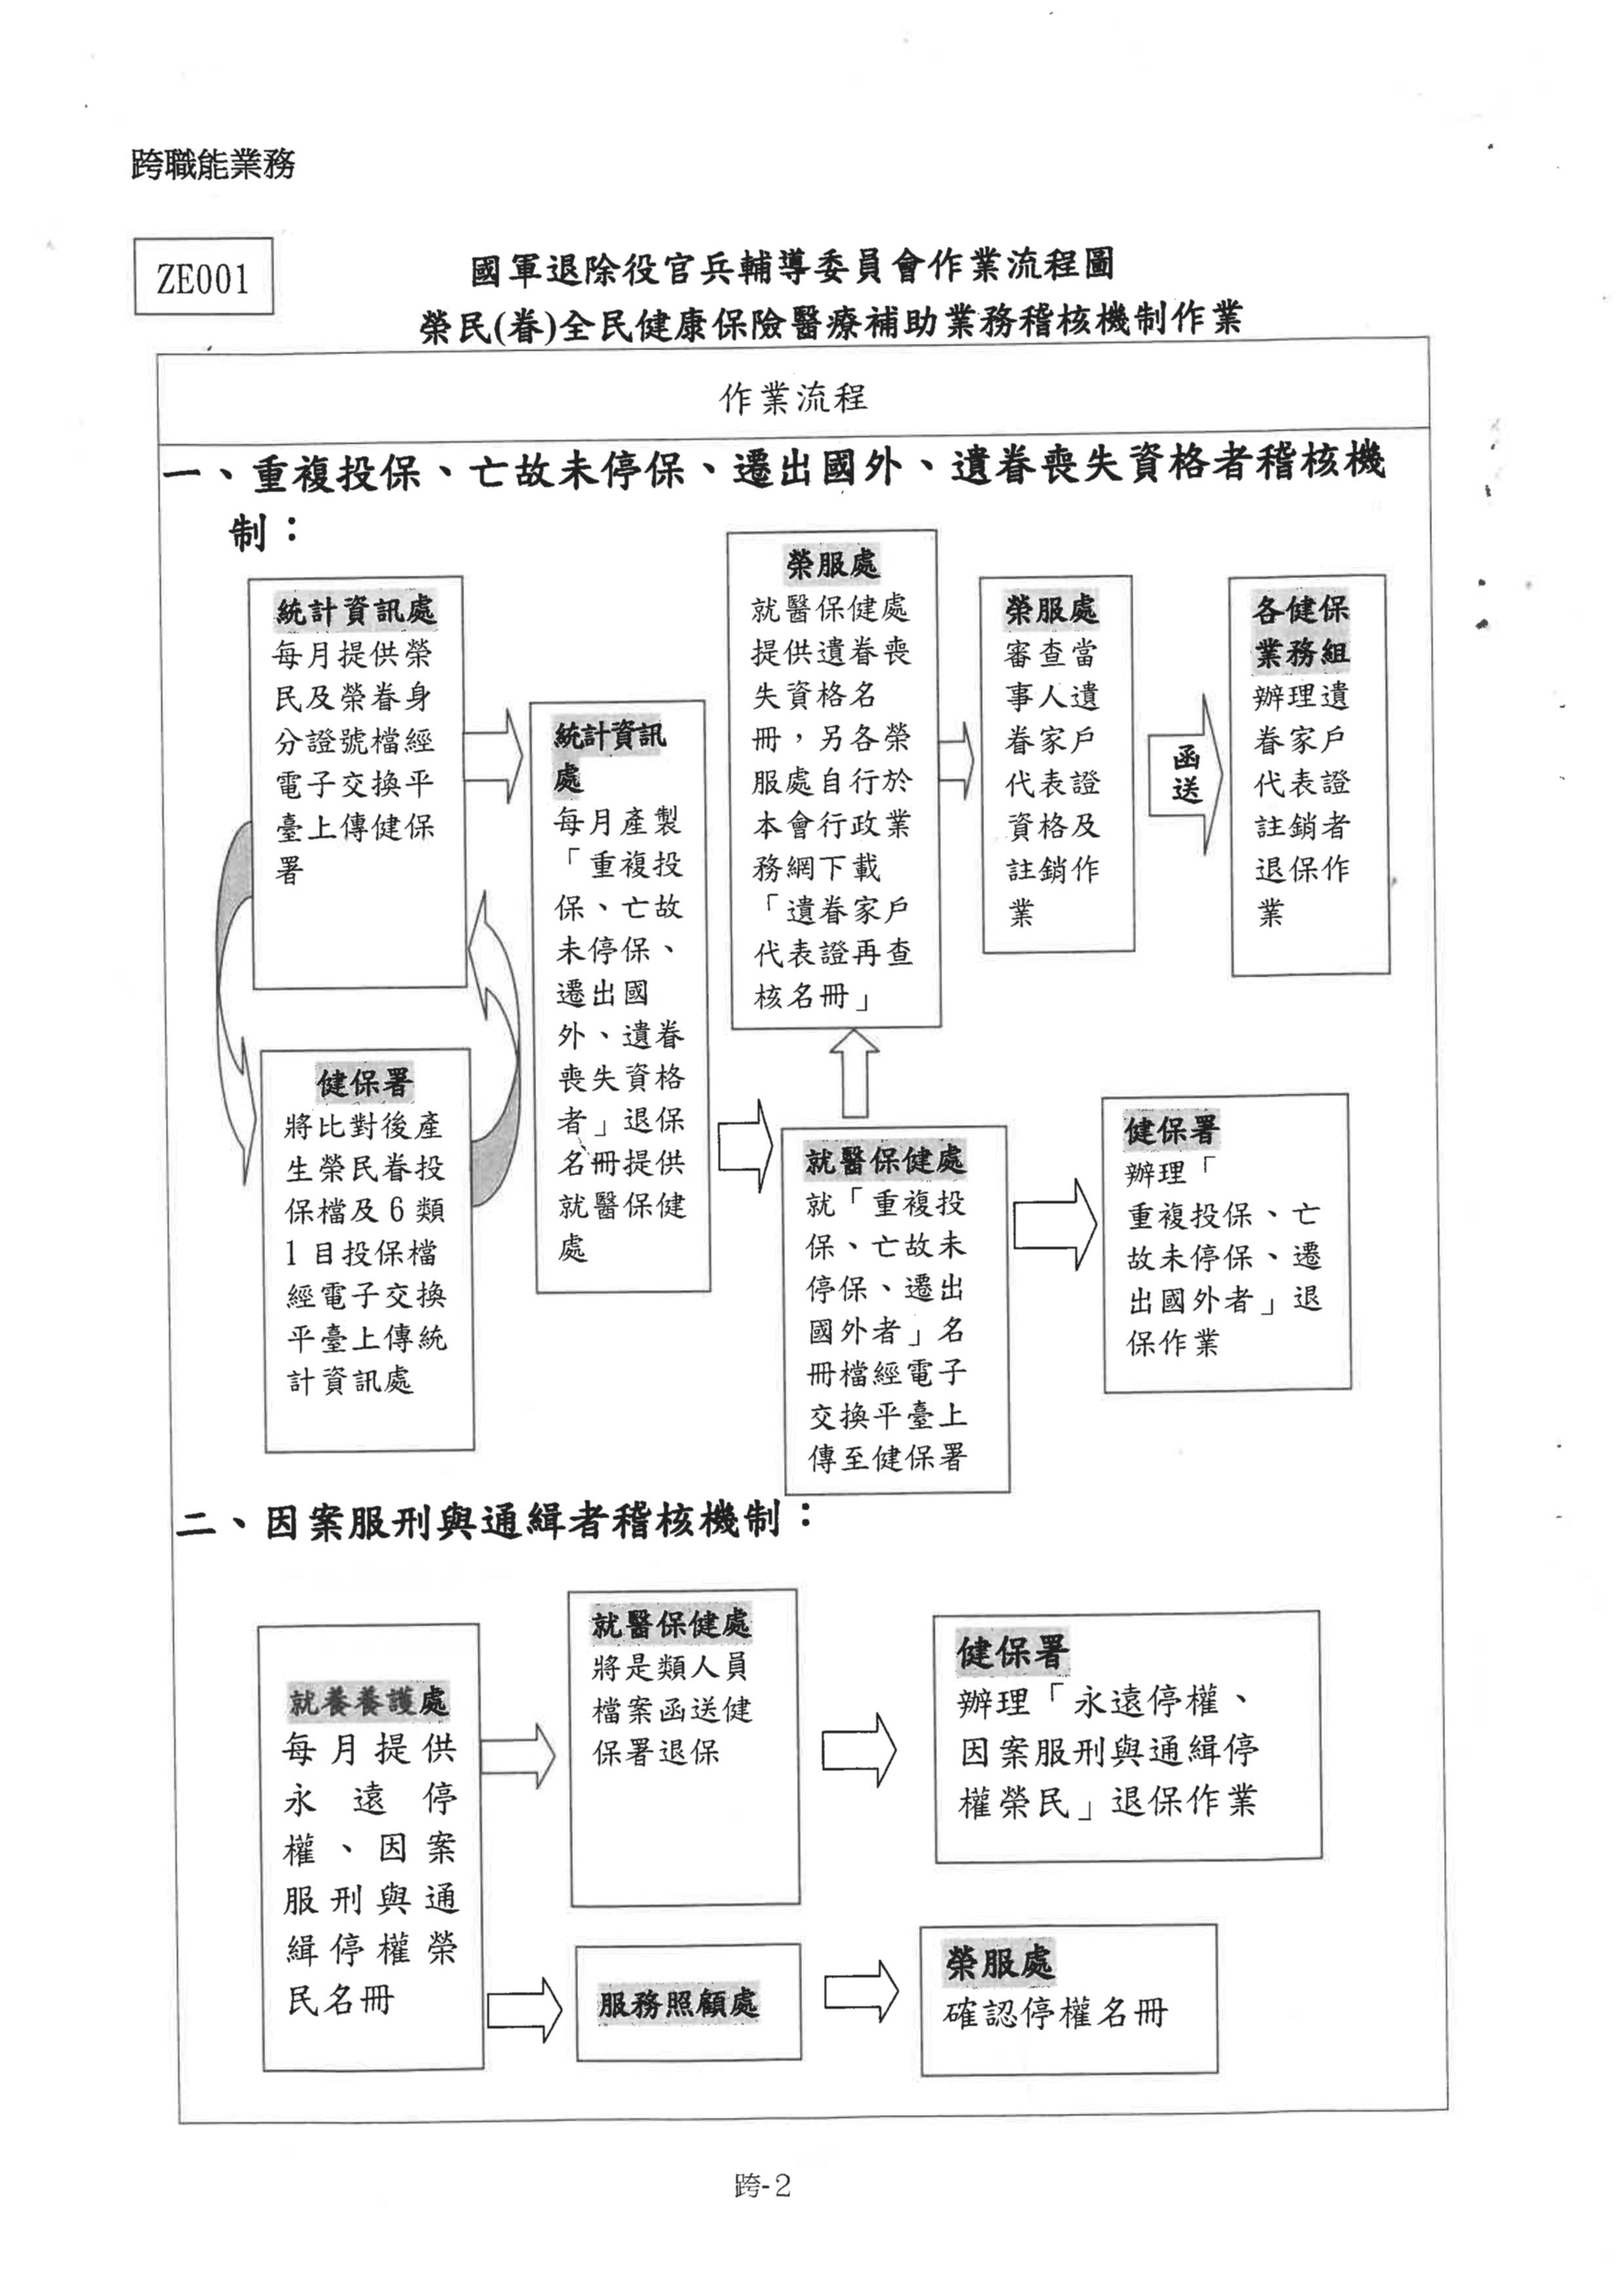 跨職能業務
ZE001
國軍退除役官兵輔導委員會作業流程圖
榮民(眷)全民健康保險醫療補助業務稽核機制作業
作業流程
一、重複投保、亡故未停保、遷出國外、遺眷喪失資格者稽核機
制：
統計資訊處
每月提供榮
民及榮眷身
分證號檔經
電子交換平
臺上傳健保
署
健保署
將比對後產
生榮民眷投
保檔及6類
1目投保檔
經電子交換
平臺上傳統
計資訊處
統計資訊
處
每月產製
「重複投
保、亡故
未停保、
遷出國
外、遺眷
喪失資格
者」退保
名冊提供
就醫保健
處
榮服處
就醫保健處
提供遺眷喪
失資格名
冊，另各榮
服處自行於
本會行政業
務網下載
「遺眷家戶
代表證再查
核名冊」
榮服處
審查當
事人遺
眷家戶
代表證
資格及
註銷作
業
函
送
各健保
業務組
辦理遺
眷家戶
代表證
註銷者
退保作
業
就醫保健處
就「重複投
保、亡故未
停保、遷出
國外者」名
冊檔經電子
交換平臺上
傳至健保署
健保署
辦理「
重複投保、亡
故未停保、遷
出國外者」退
保作業
二、因案服刑與通緝者稽核機制：
就養養護處
每月提供
永遠停
權、因案
服刑與通
緝停權榮
民名冊
就醫保健處
將是類人員
檔案函送健
保署退保
健保署
辦理「永遠停權、
因案服刑與通緝停
權榮民」退保作業
服務照顧處
榮服處
確認停權名冊
跨-2